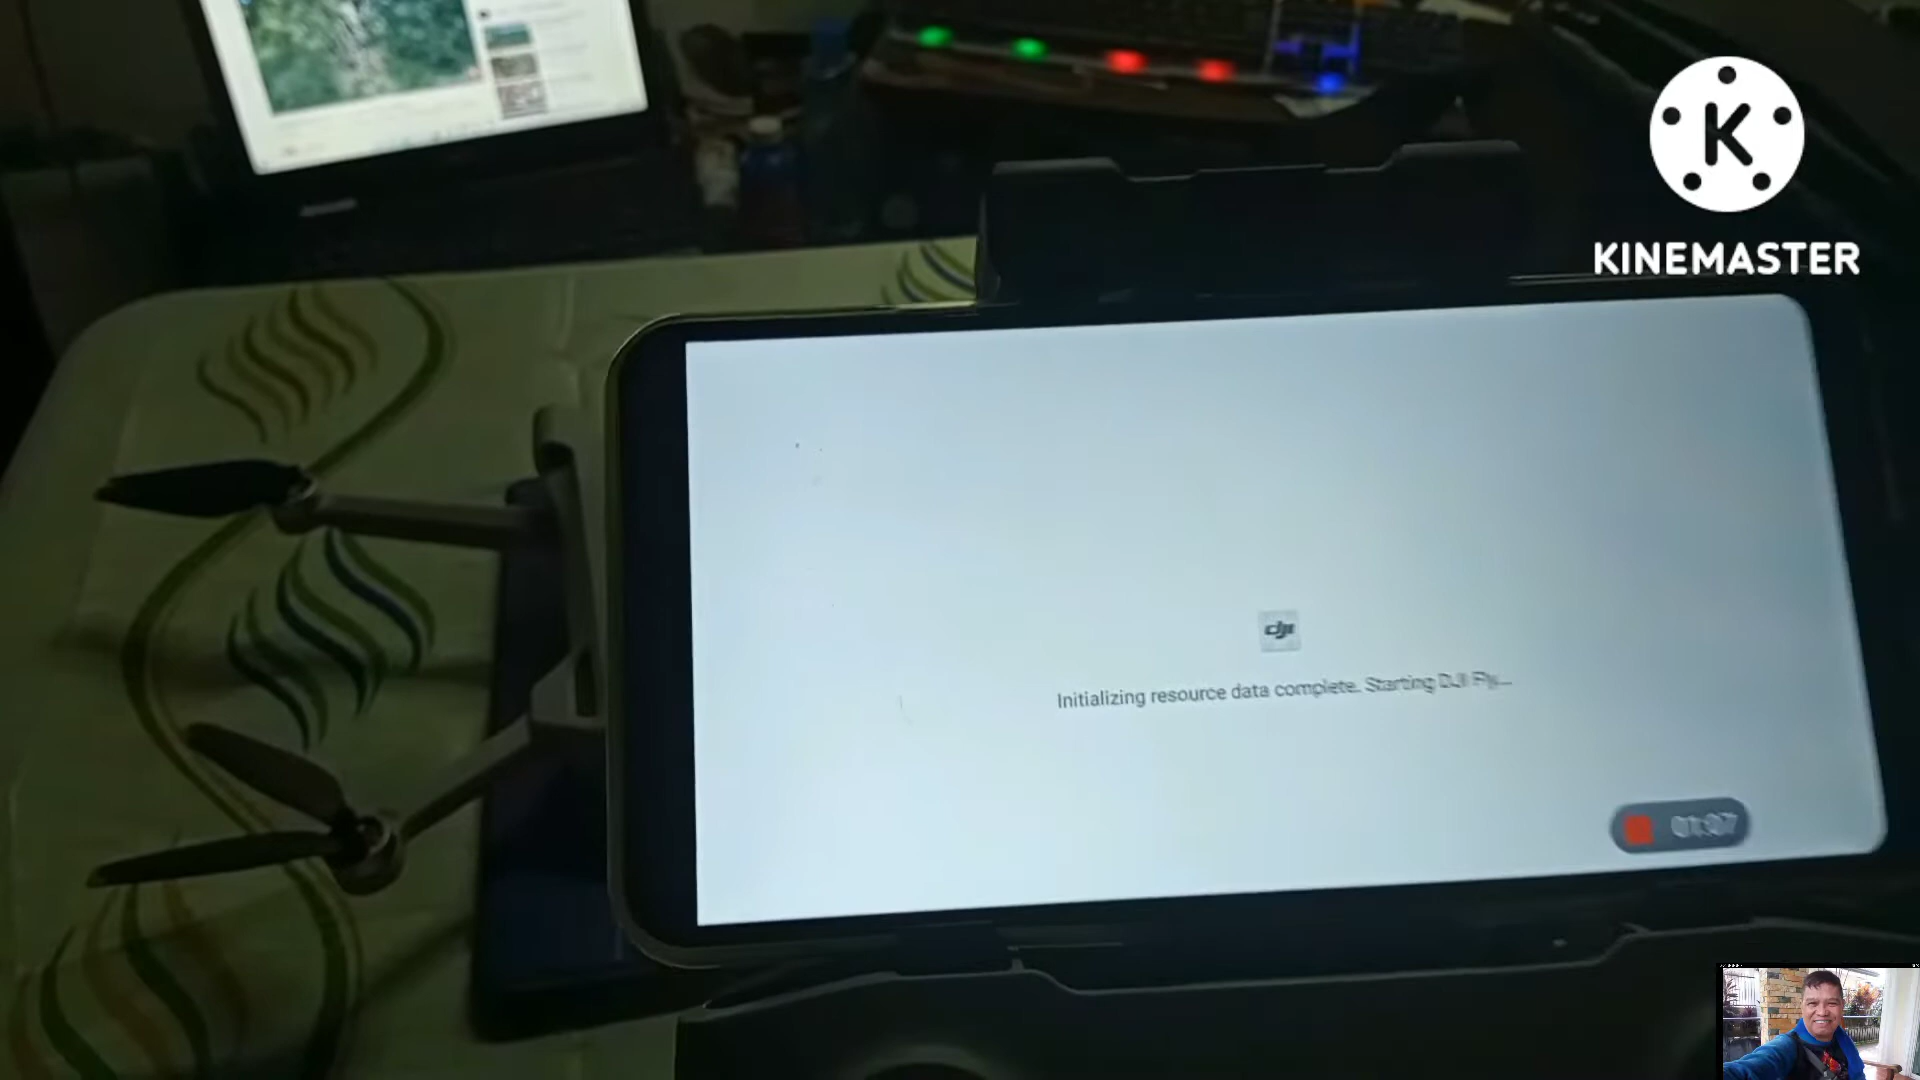 K
KINEMASTER
dji
Initializing resource data complete. Starting DJI Fly...